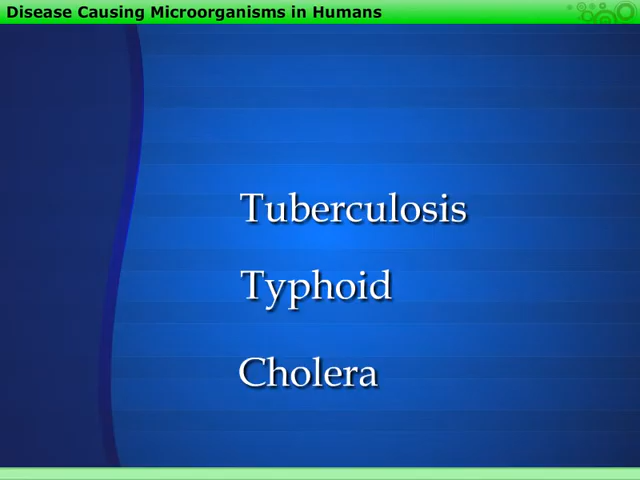 Disease Causing Microorganisms in Humans
Tuberculosis
Typhoid
Cholera